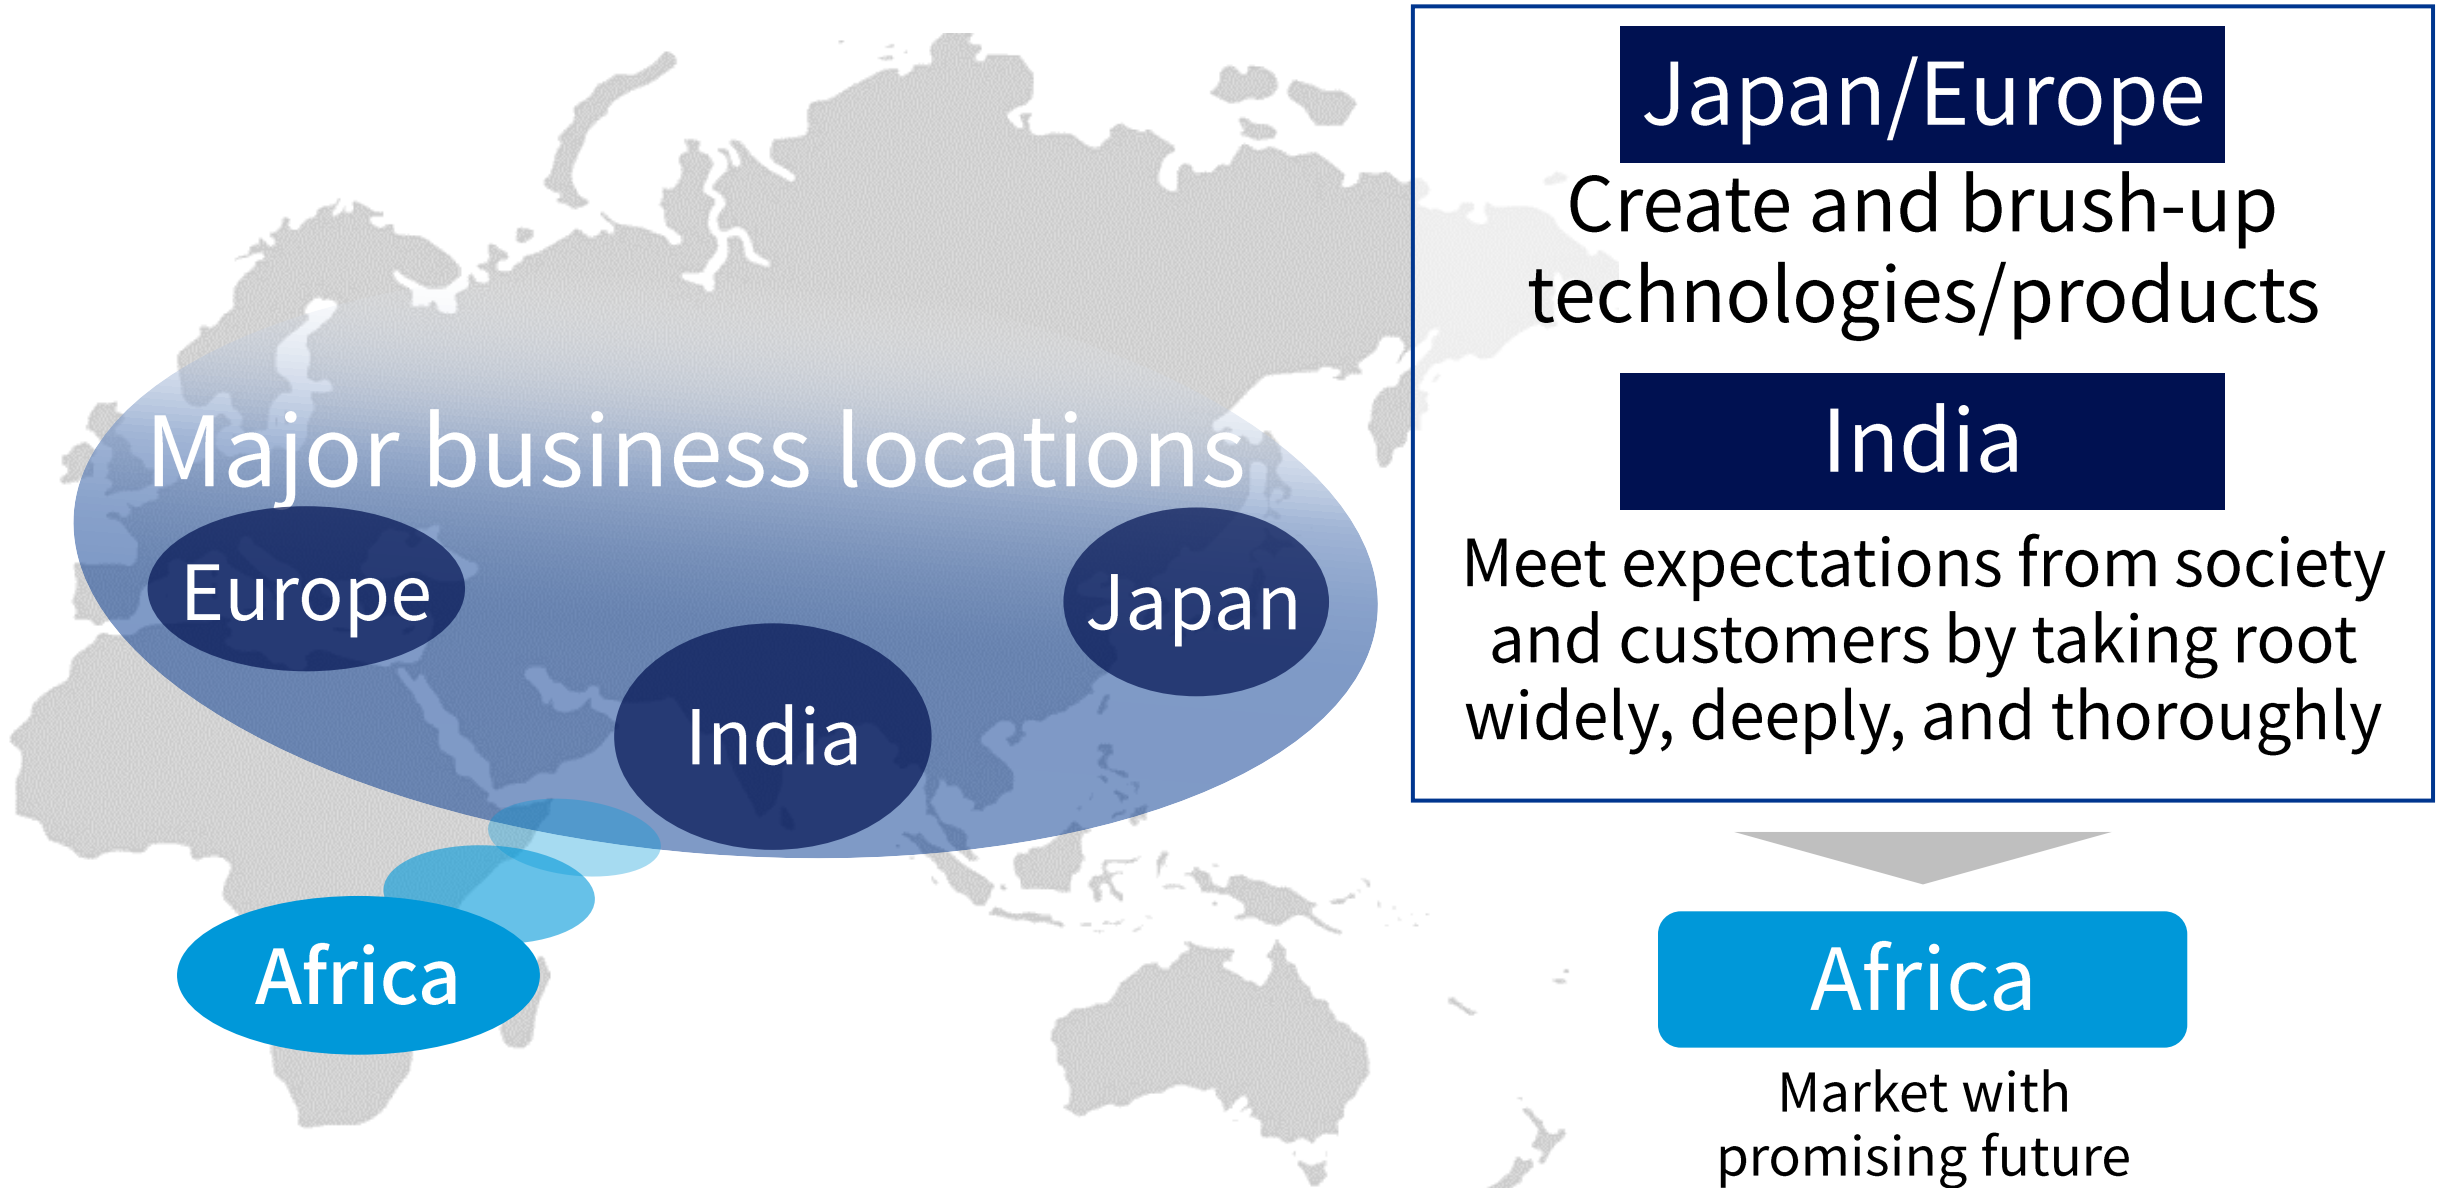 Major business locations
Europe
Japan
India
Africa
Japan/Europe
Create and brush-up
technologies/products
India
Meet expectations from society
and customers by taking root
widely, deeply, and thoroughly
Africa
Market with
promising future